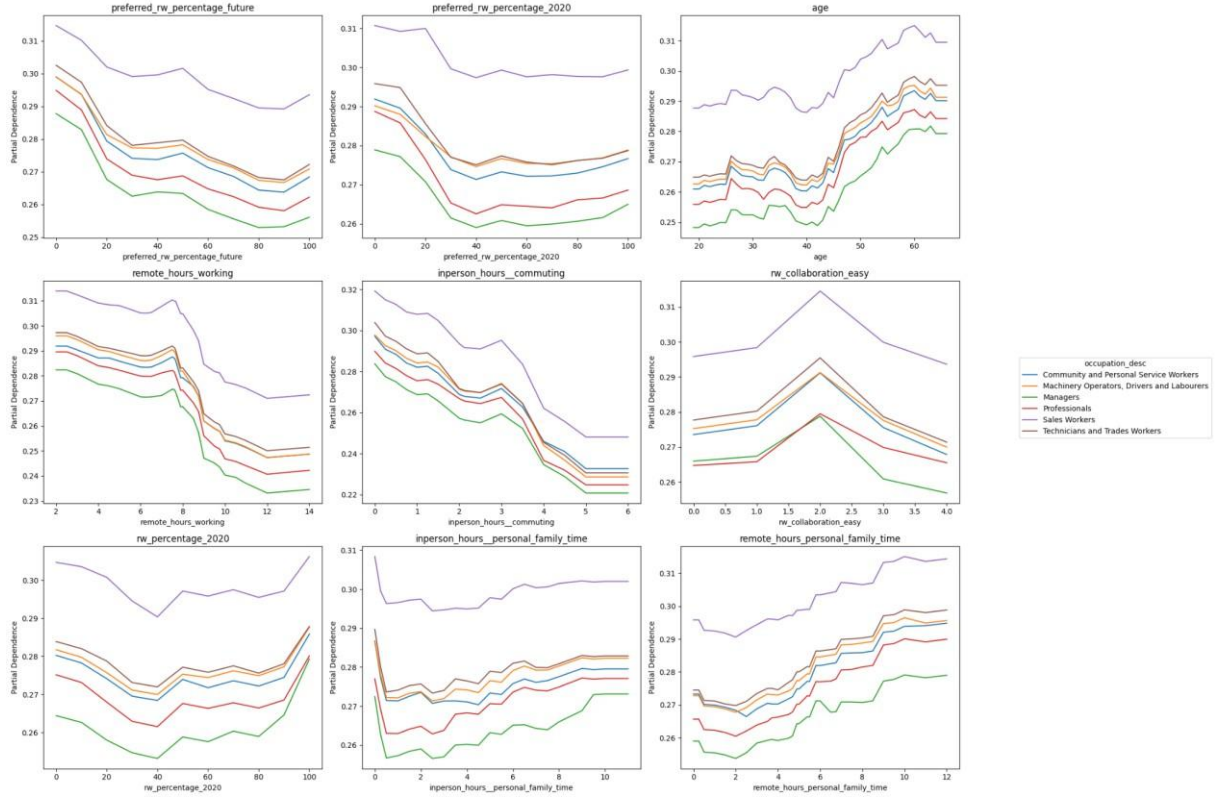 preferred_rw_percentage_future
0.31
0.30
0.29
0.28
0.27
0.26
0.25
Partial Dependence
0 20 40 60 80 100
preferred_rw_percentage_future
preferred_rw_percentage_2020
0.31
0.30
0.29
0.28
0.27
0.26
Partial Dependence
0 20 40 60 80 100
preferred_rw_percentage_2020
age
0.31
0.30
0.29
0.28
0.27
0.26
0.25
Partial Dependence
20 30 40 50 60
age
remote_hours_working
0.31
0.30
0.29
0.28
0.27
0.26
0.25
0.24
0.23
Partial Dependence
2 4 6 8 10 12 14
remote_hours_working
inperson_hours__commuting
0.32
0.30
0.28
0.26
0.24
0.22
Partial Dependence
0 1 2 3 4 5 6
inperson_hours__commuting
rw_collaboration_easy
0.31
0.30
0.29
0.28
0.27
0.26
Partial Dependence
0.0 0.5 1.0 1.5 2.0 2.5 3.0 3.5 4.0
rw_collaboration_easy
occupation_desc
Community and Personal Service Workers
Machinery Operators, Drivers and Labourers
Managers
Professionals
Sales Workers
Technicians and Trades Workers
rw_percentage_2020
0.30
0.29
0.28
0.27
0.26
Partial Dependence
0 20 40 60 80 100
rw_percentage_2020
inperson_hours__personal_family_time
0.31
0.30
0.29
0.28
0.27
0.26
Partial Dependence
0 2 4 6 8 10
inperson_hours__personal_family_time
remote_hours_personal_family_time
0.31
0.30
0.29
0.28
0.27
0.26
Partial Dependence
0 2 4 6 8 10 12
remote_hours_personal_family_time